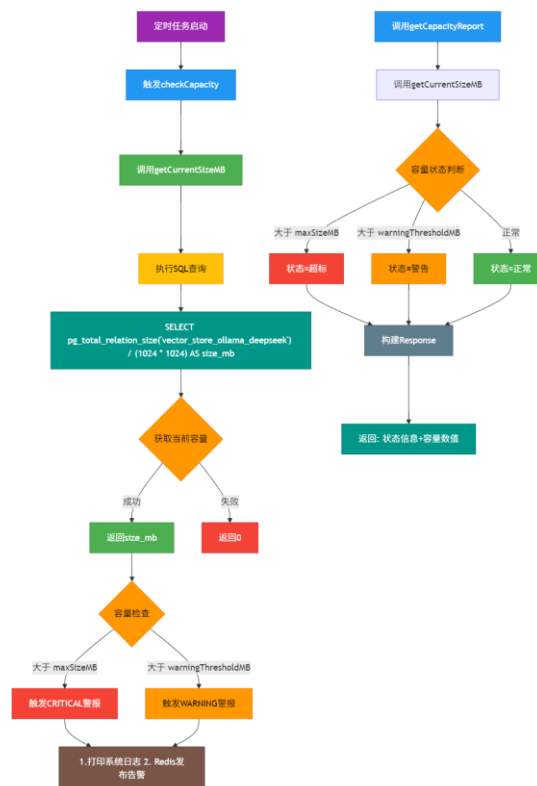 定时任务启动
触发checkCapacity
调用getCurrentSizeMB
执行SQL查询
SELECT
pg_total_relation_size('vector_store_ollama_deepseek')
/ (1024 * 1024) AS size_mb
获取当前容量
成功
失败
返回size_mb
返回0
容量检查
大于 maxSizeMB
大于 warningThresholdMB
触发CRITICAL警报
触发WARNING警报
1.打印系统日志 2. Redis发
布告警
调用getCapacityReport
调用getCurrentSizeMB
容量状态判断
大于 maxSizeMB
大于 warningThresholdMB
正常
状态=超标
状态=警告
状态=正常
构建Response
返回: 状态信息+容量数值